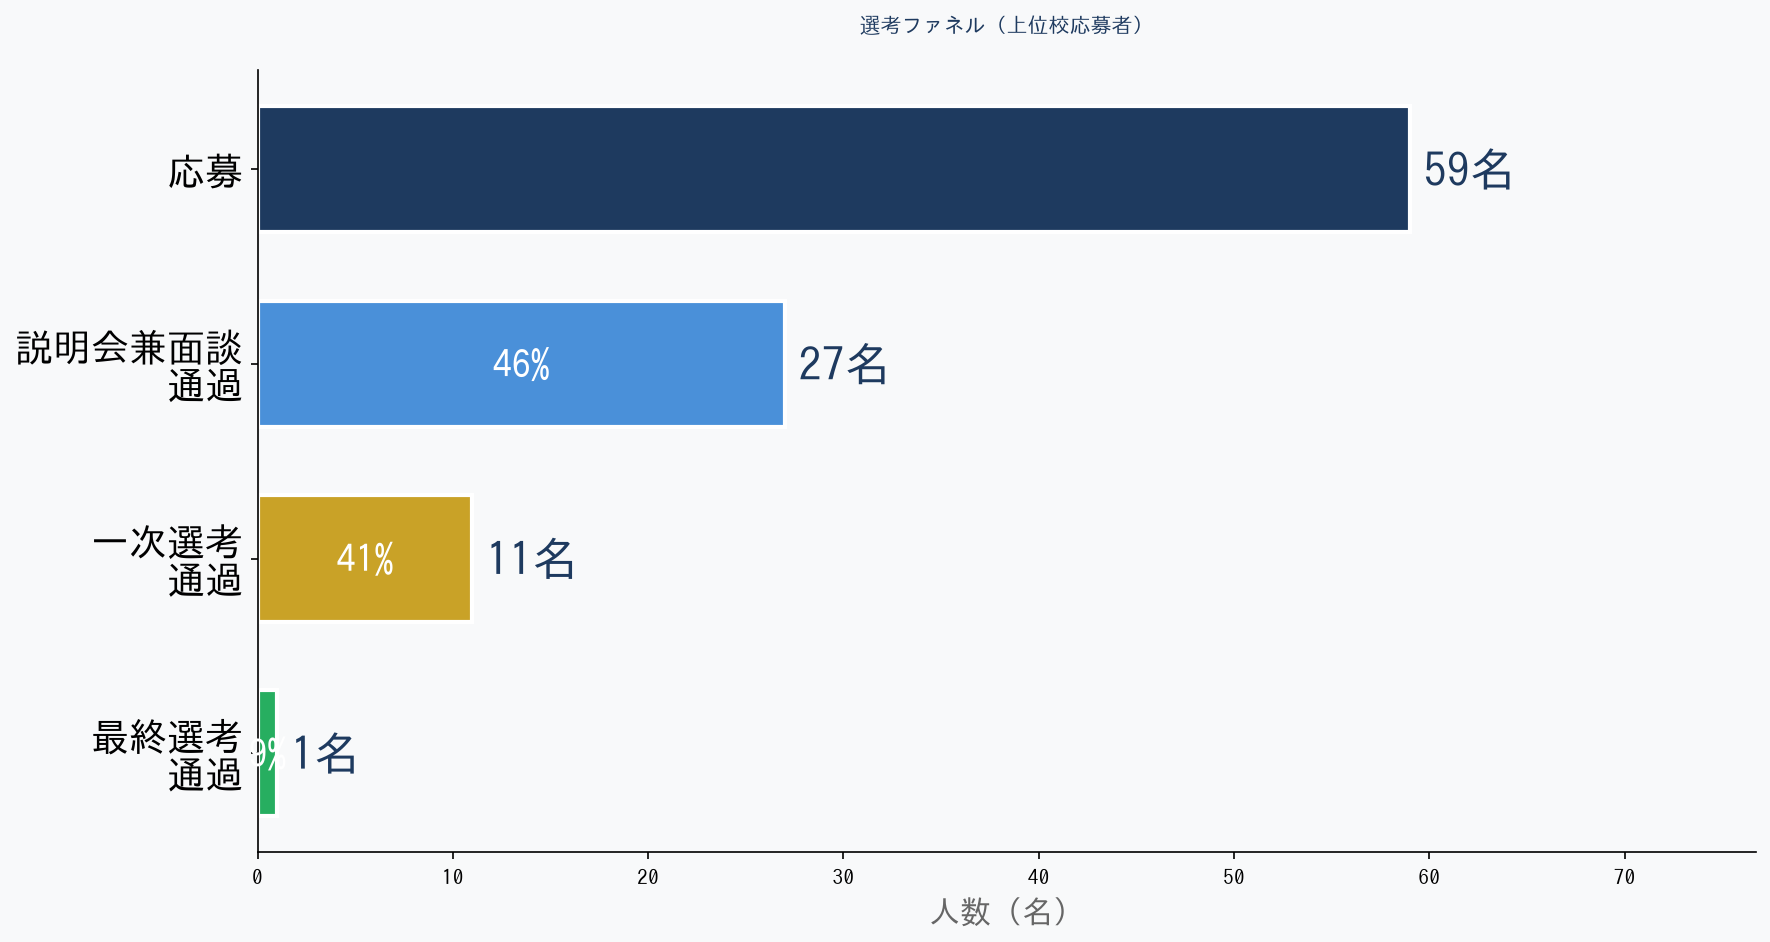 選考ファネル（上位校応募者）
応募
59名
説明会兼面談
通過
46%
27名
一次選考
通過
41%
11名
最終選考
通過
9%
1名
0 10 20 30 40 50 60 70
人数（名）